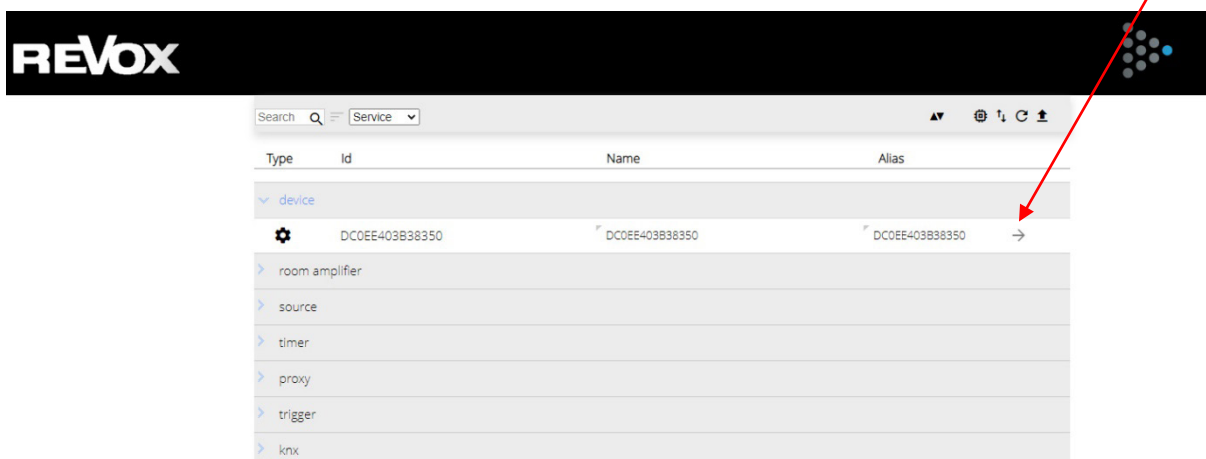 REVOX
Search Service
Type Id Name Alias
device
DC0EE403B38350 DC0EE403B38350 DC0EE403B38350
room amplifier
source
timer
proxy
trigger
knx